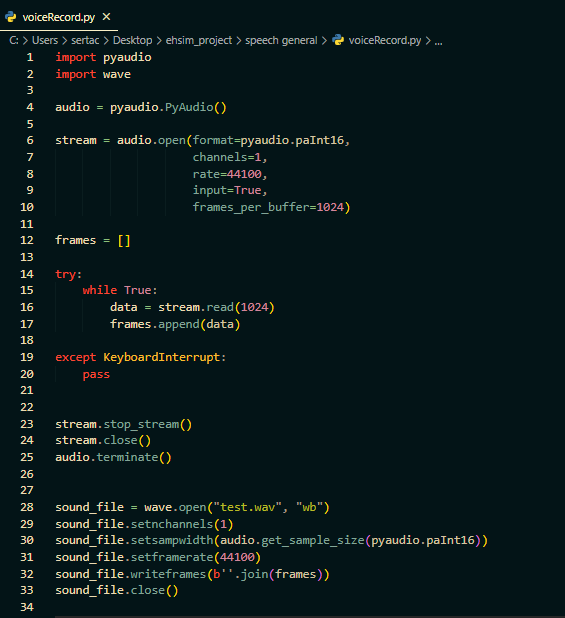 voiceRecord.py ×
C: > Users > sertac > Desktop > ehsim_project > speech general > voiceRecord.py > ...
1 import pyaudio
2 import wave
3
4 audio = pyaudio.PyAudio()
5
6 stream = audio.open(format=pyaudio.paInt16,
7                     channels=1,
8                     rate=44100,
9                     input=True,
10                     frames_per_buffer=1024)
11
12 frames = []
13
14 try:
15     while True:
16         data = stream.read(1024)
17         frames.append(data)
18
19 except KeyboardInterrupt:
20     pass
21
22
23 stream.stop_stream()
24 stream.close()
25 audio.terminate()
26
27
28 sound_file = wave.open("test.wav", "wb")
29 sound_file.setnchannels(1)
30 sound_file.setsampwidth(audio.get_sample_size(pyaudio.paInt16))
31 sound_file.setframerate(44100)
32 sound_file.writeframes(b''.join(frames))
33 sound_file.close()
34